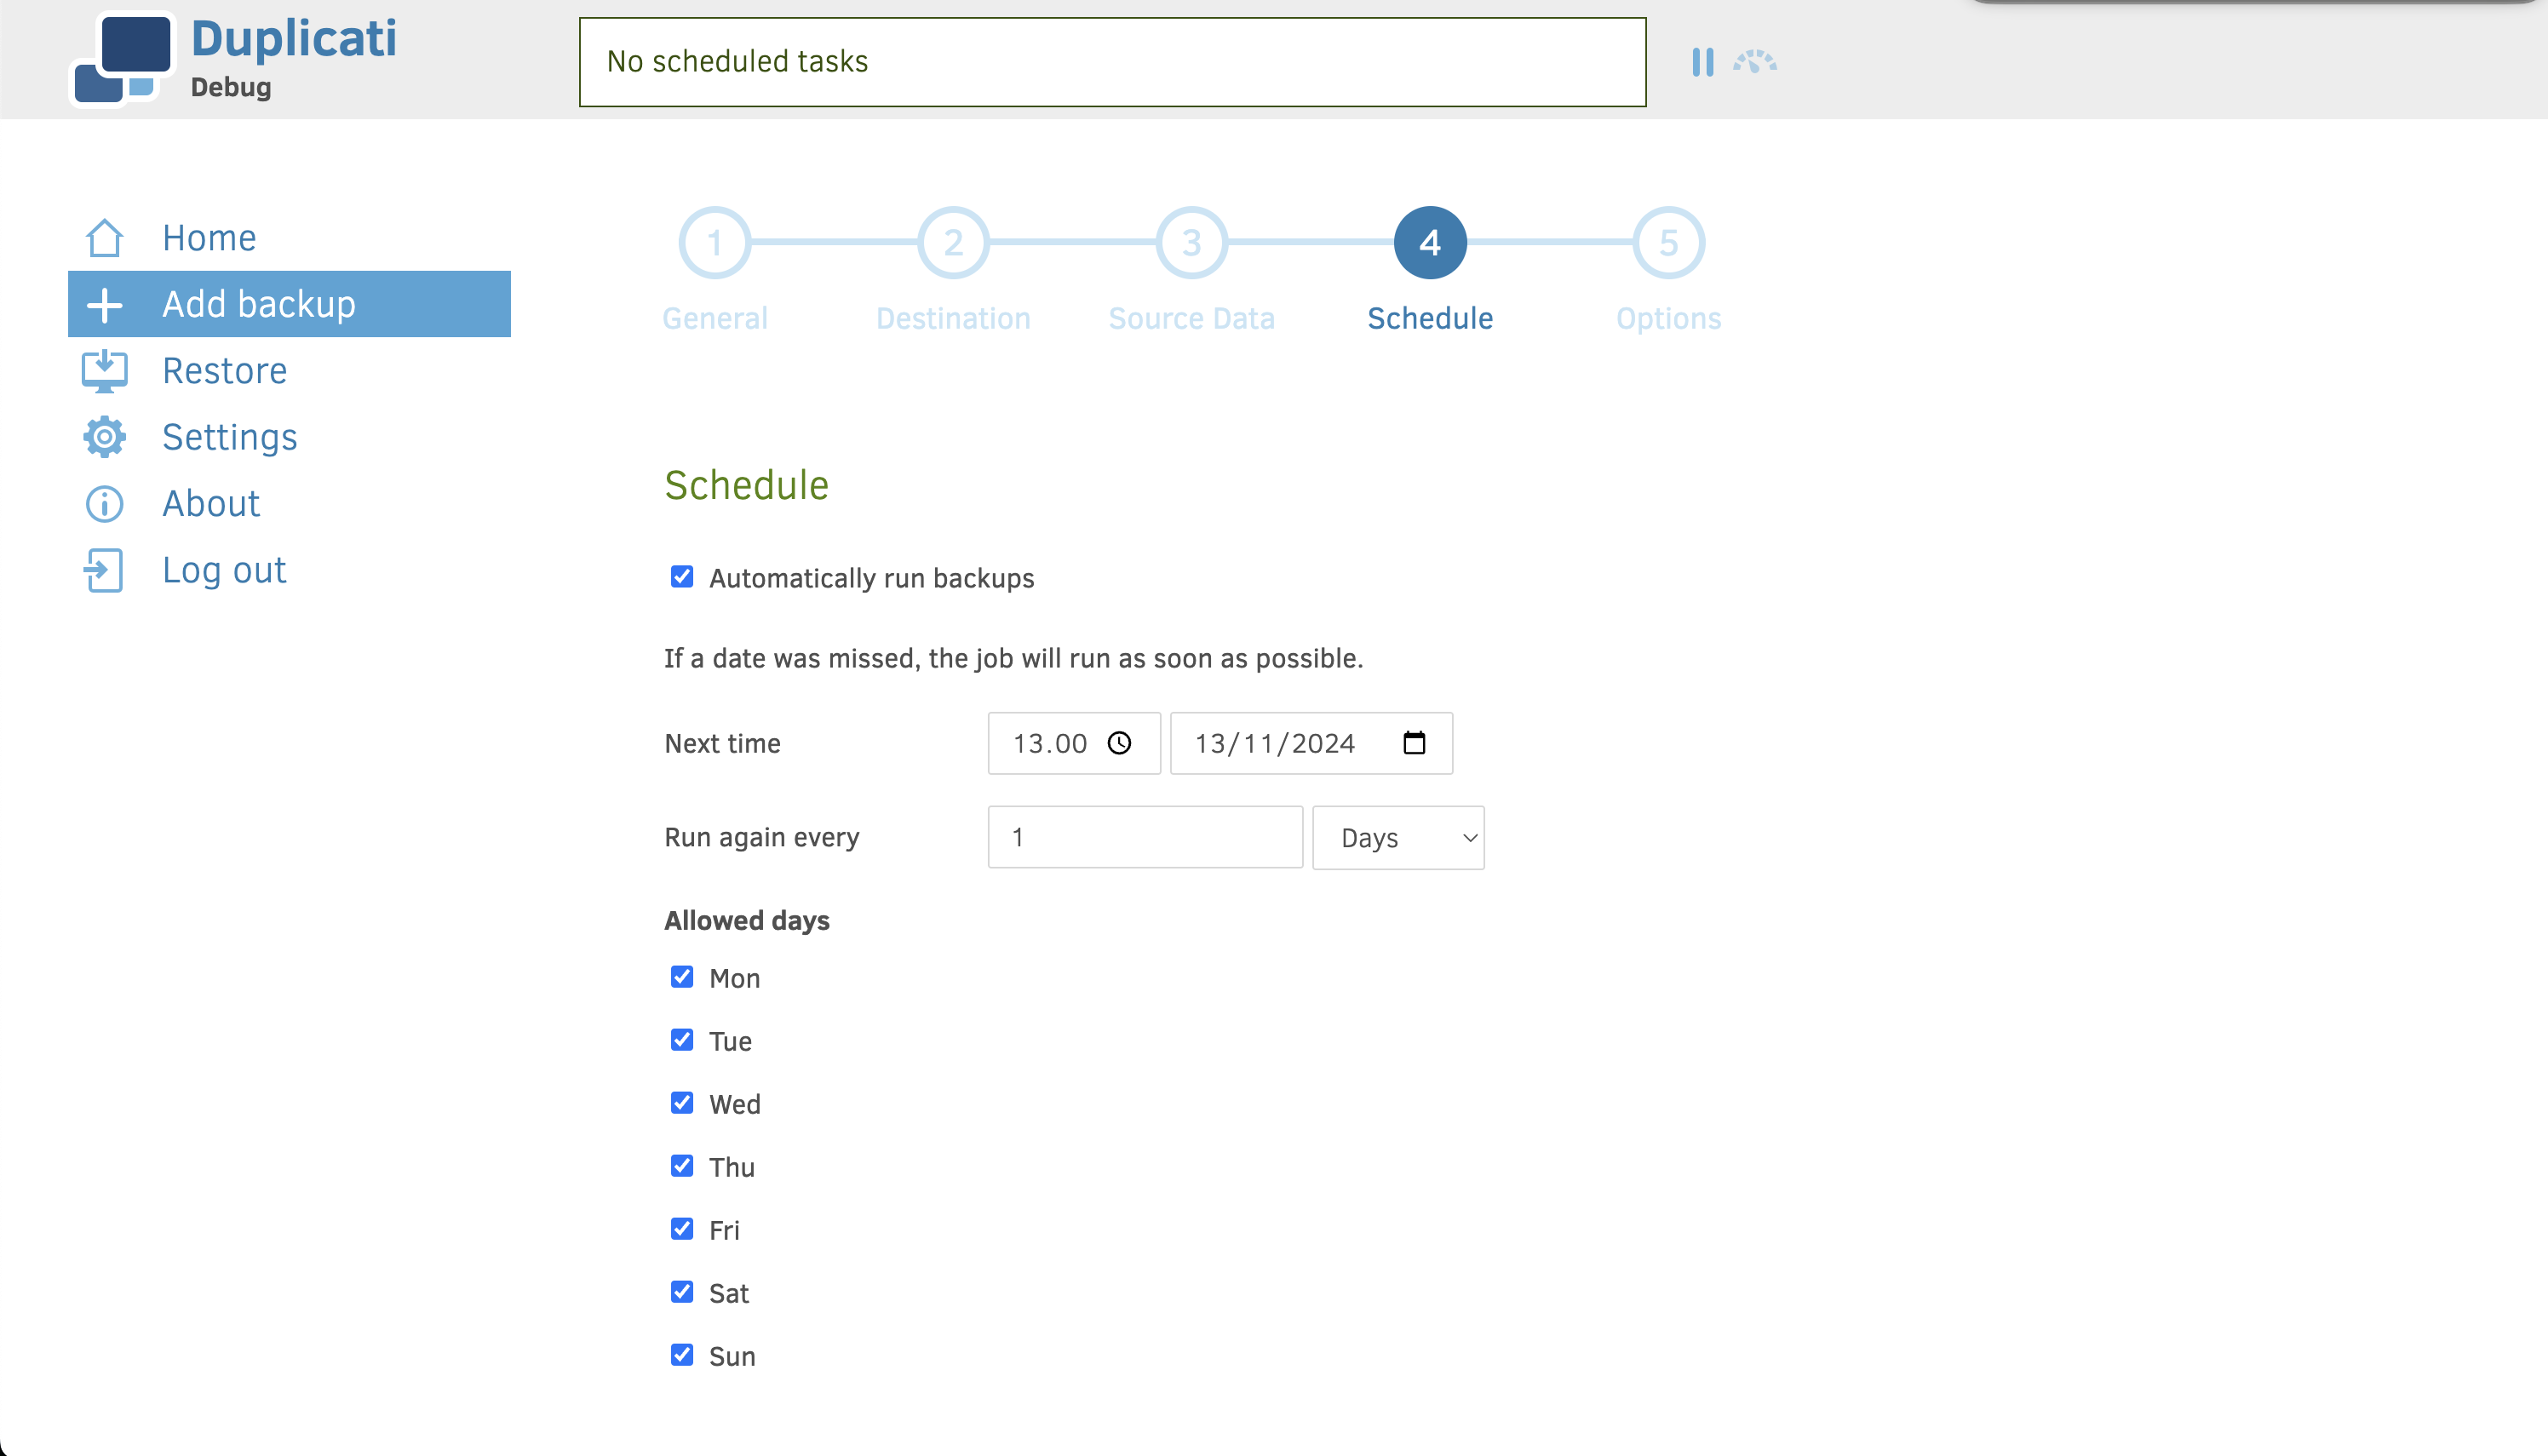 Duplicati
Debug
No scheduled tasks
Home
Add backup
Restore
Settings
About
Log out
1 2 3 4 5
General Destination Source Data Schedule Options
Schedule
Automatically run backups
If a date was missed, the job will run as soon as possible.
Next time 13.00 13/11/2024
Run again every 1 Days
Allowed days
Mon
Tue
Wed
Thu
Fri
Sat
Sun